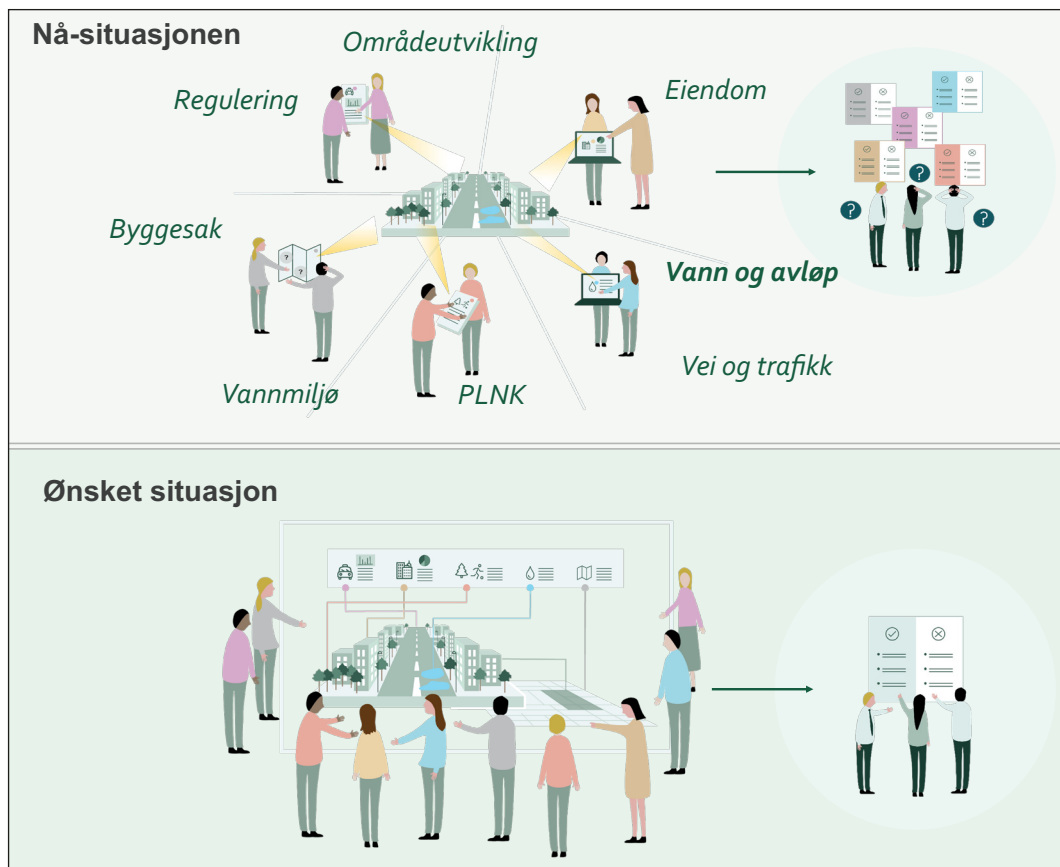 Nå-situasjonen
Områdeutvikling
Regulering
Eiendom
Byggesak
Vann og avløp
Vannmiljø
PLNK
Vei og trafikk
?
?
?
?
?
Ønsket situasjon